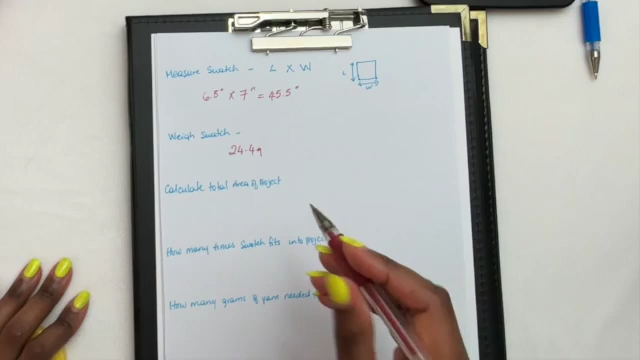 Measure Swatch - L X W
L
W
6.5" X 7" = 45.5"
Weigh Swatch -
24.4g
Calculate total Area of Project
How many times Swatch fits into Project
How many grams of yarn needed -